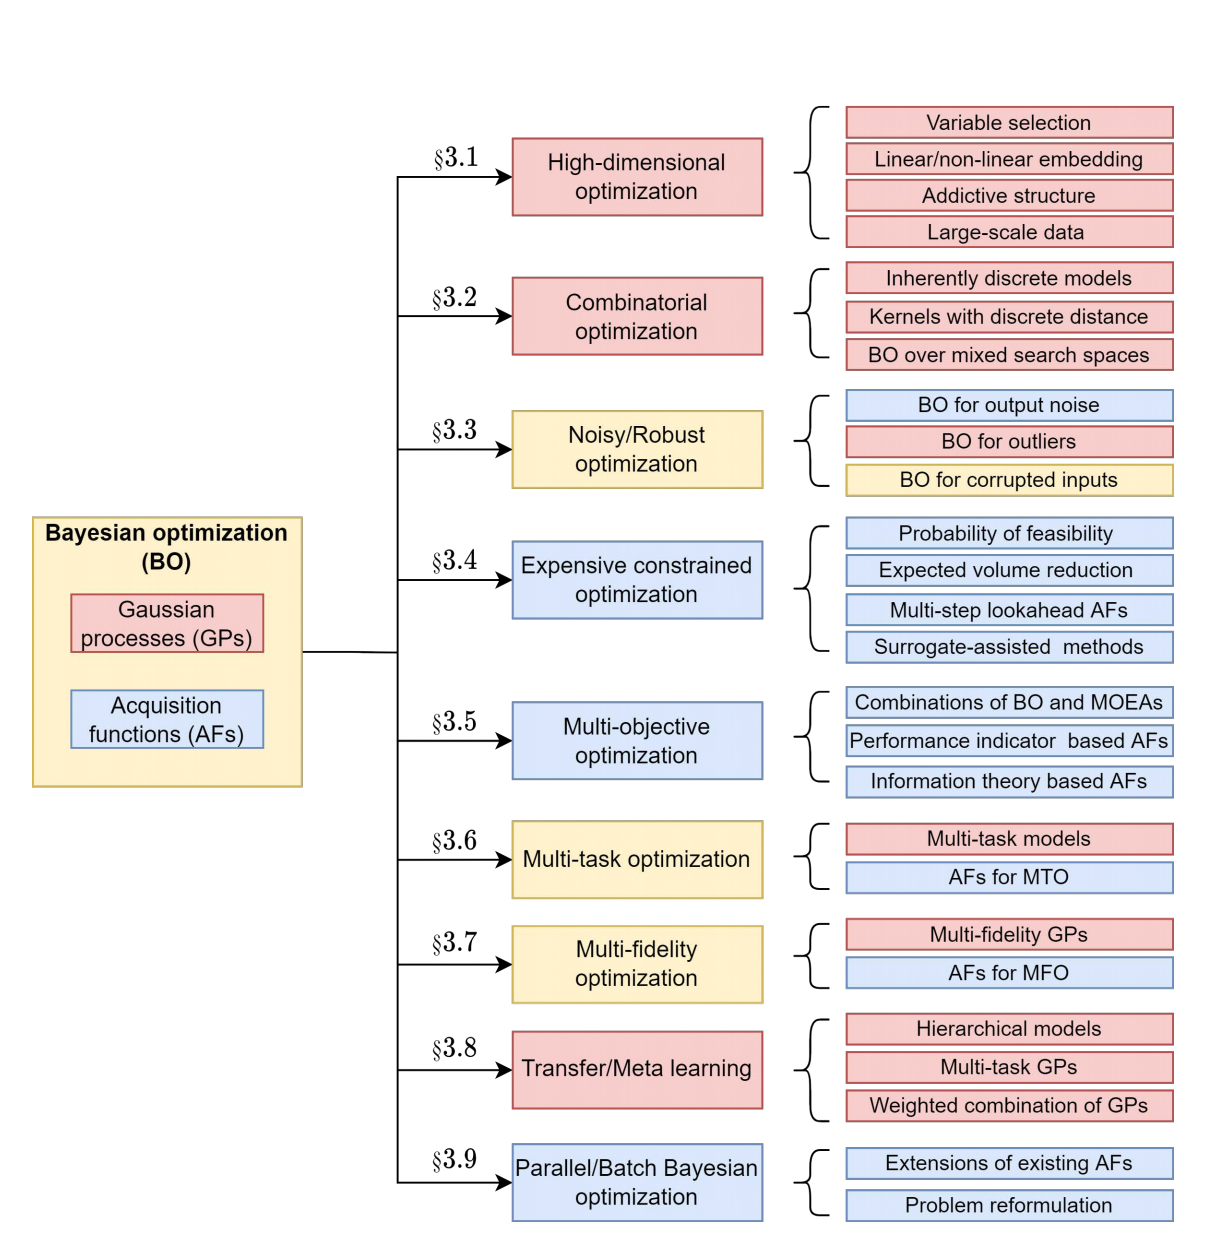 Bayesian optimization
(BO)
Gaussian
processes (GPs)
Acquisition
functions (AFs)
§3.1
High-dimensional
optimization
Variable selection
Linear/non-linear embedding
Addictive structure
Large-scale data
§3.2
Combinatorial
optimization
Inherently discrete models
Kernels with discrete distance
BO over mixed search spaces
§3.3
Noisy/Robust
optimization
BO for output noise
BO for outliers
BO for corrupted inputs
§3.4
Expensive constrained
optimization
Probability of feasibility
Expected volume reduction
Multi-step lookahead AFs
Surrogate-assisted methods
§3.5
Multi-objective
optimization
Combinations of BO and MOEAs
Performance indicator based AFs
Information theory based AFs
§3.6
Multi-task optimization
Multi-task models
AFs for MTO
§3.7
Multi-fidelity
optimization
Multi-fidelity GPs
AFs for MFO
§3.8
Transfer/Meta learning
Hierarchical models
Multi-task GPs
Weighted combination of GPs
§3.9
Parallel/Batch Bayesian
optimization
Extensions of existing AFs
Problem reformulation